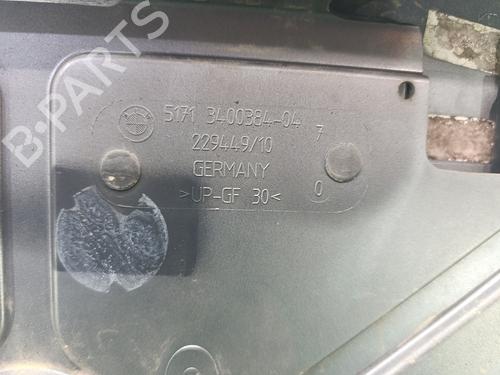 5171 3400384-04 7
229449/10
GERMANY
>UP-GF 30< 0
B-Parts